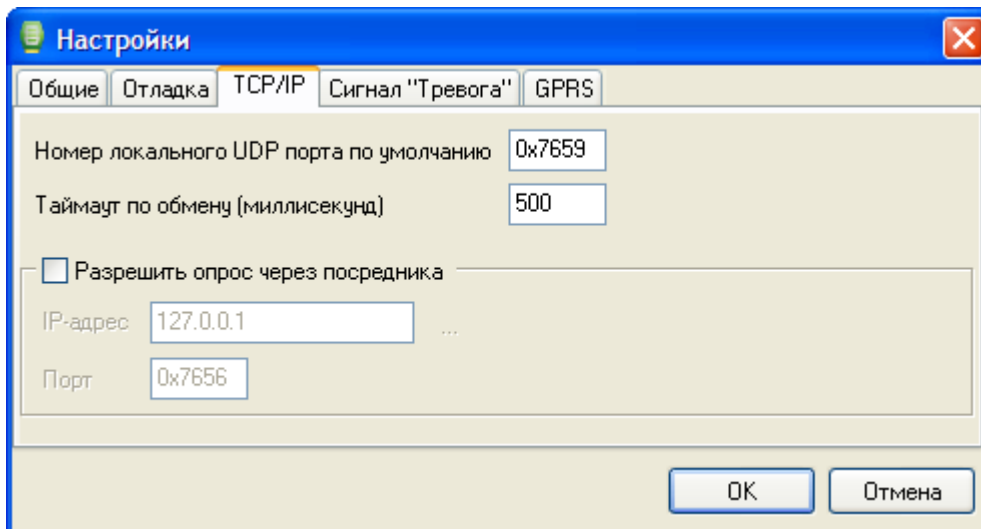 Настройки
Общие Отладка TCP/IP Сигнал "Тревога" GPRS
Номер локального UDP порта по умолчанию 0x7659
Таймаут по обмену (миллисекунд) 500
Разрешить опрос через посредника
IP-адрес 127.0.0.1 ...
Порт 0x7656
OK Отмена